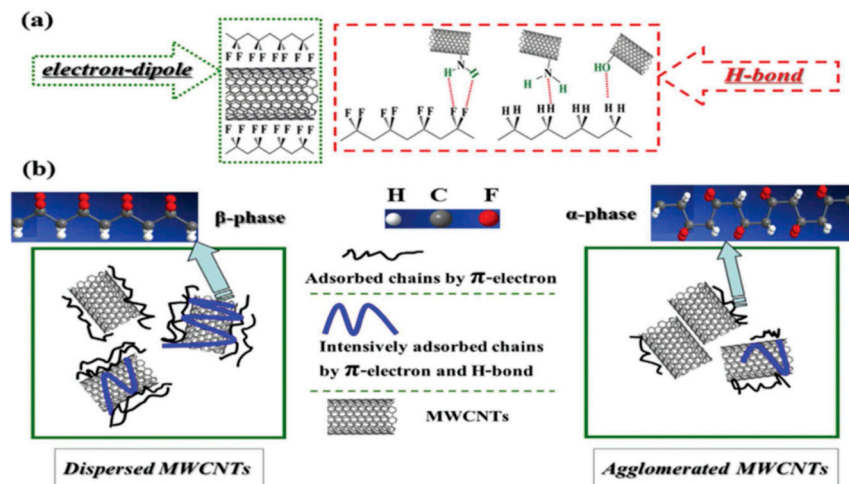 (a)
electron-dipole
F F F F F F F F
F F F F F F F F
N
H H
F F F F F F F F
N
H H
HO
H H H H H H H H
H-bond
(b)
β-phase
H C F
α-phase
Adsorbed chains by π-electron
Intensively adsorbed chains
by π-electron and H-bond
MWCNTs
Dispersed MWCNTs
Agglomerated MWCNTs